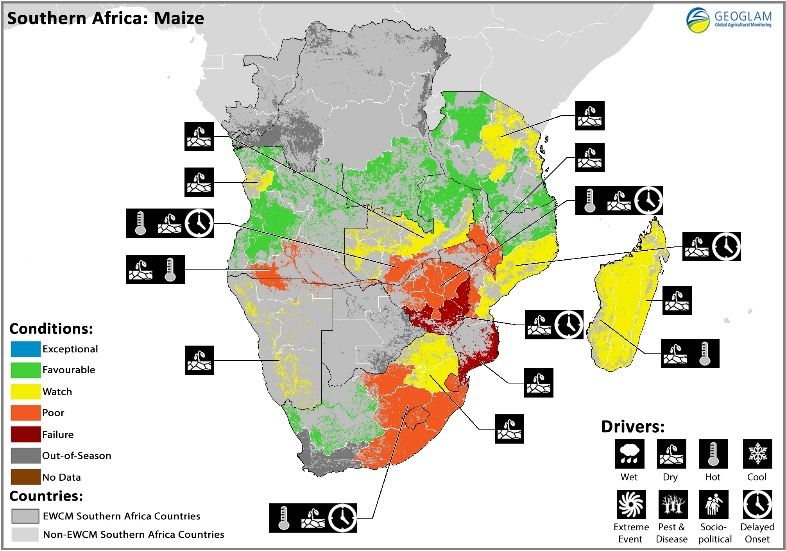 Southern Africa: Maize
GEOGLAM
Global Agricultural Monitoring
Conditions:
Exceptional
Favourable
Watch
Poor
Failure
Out-of-Season
No Data
Countries:
EWCM Southern Africa Countries
Non-EWCM Southern Africa Countries
Drivers:
Wet
Dry
Hot
Cool
Extreme
Event
Pest &
Disease
Socio-
political
Delayed
Onset